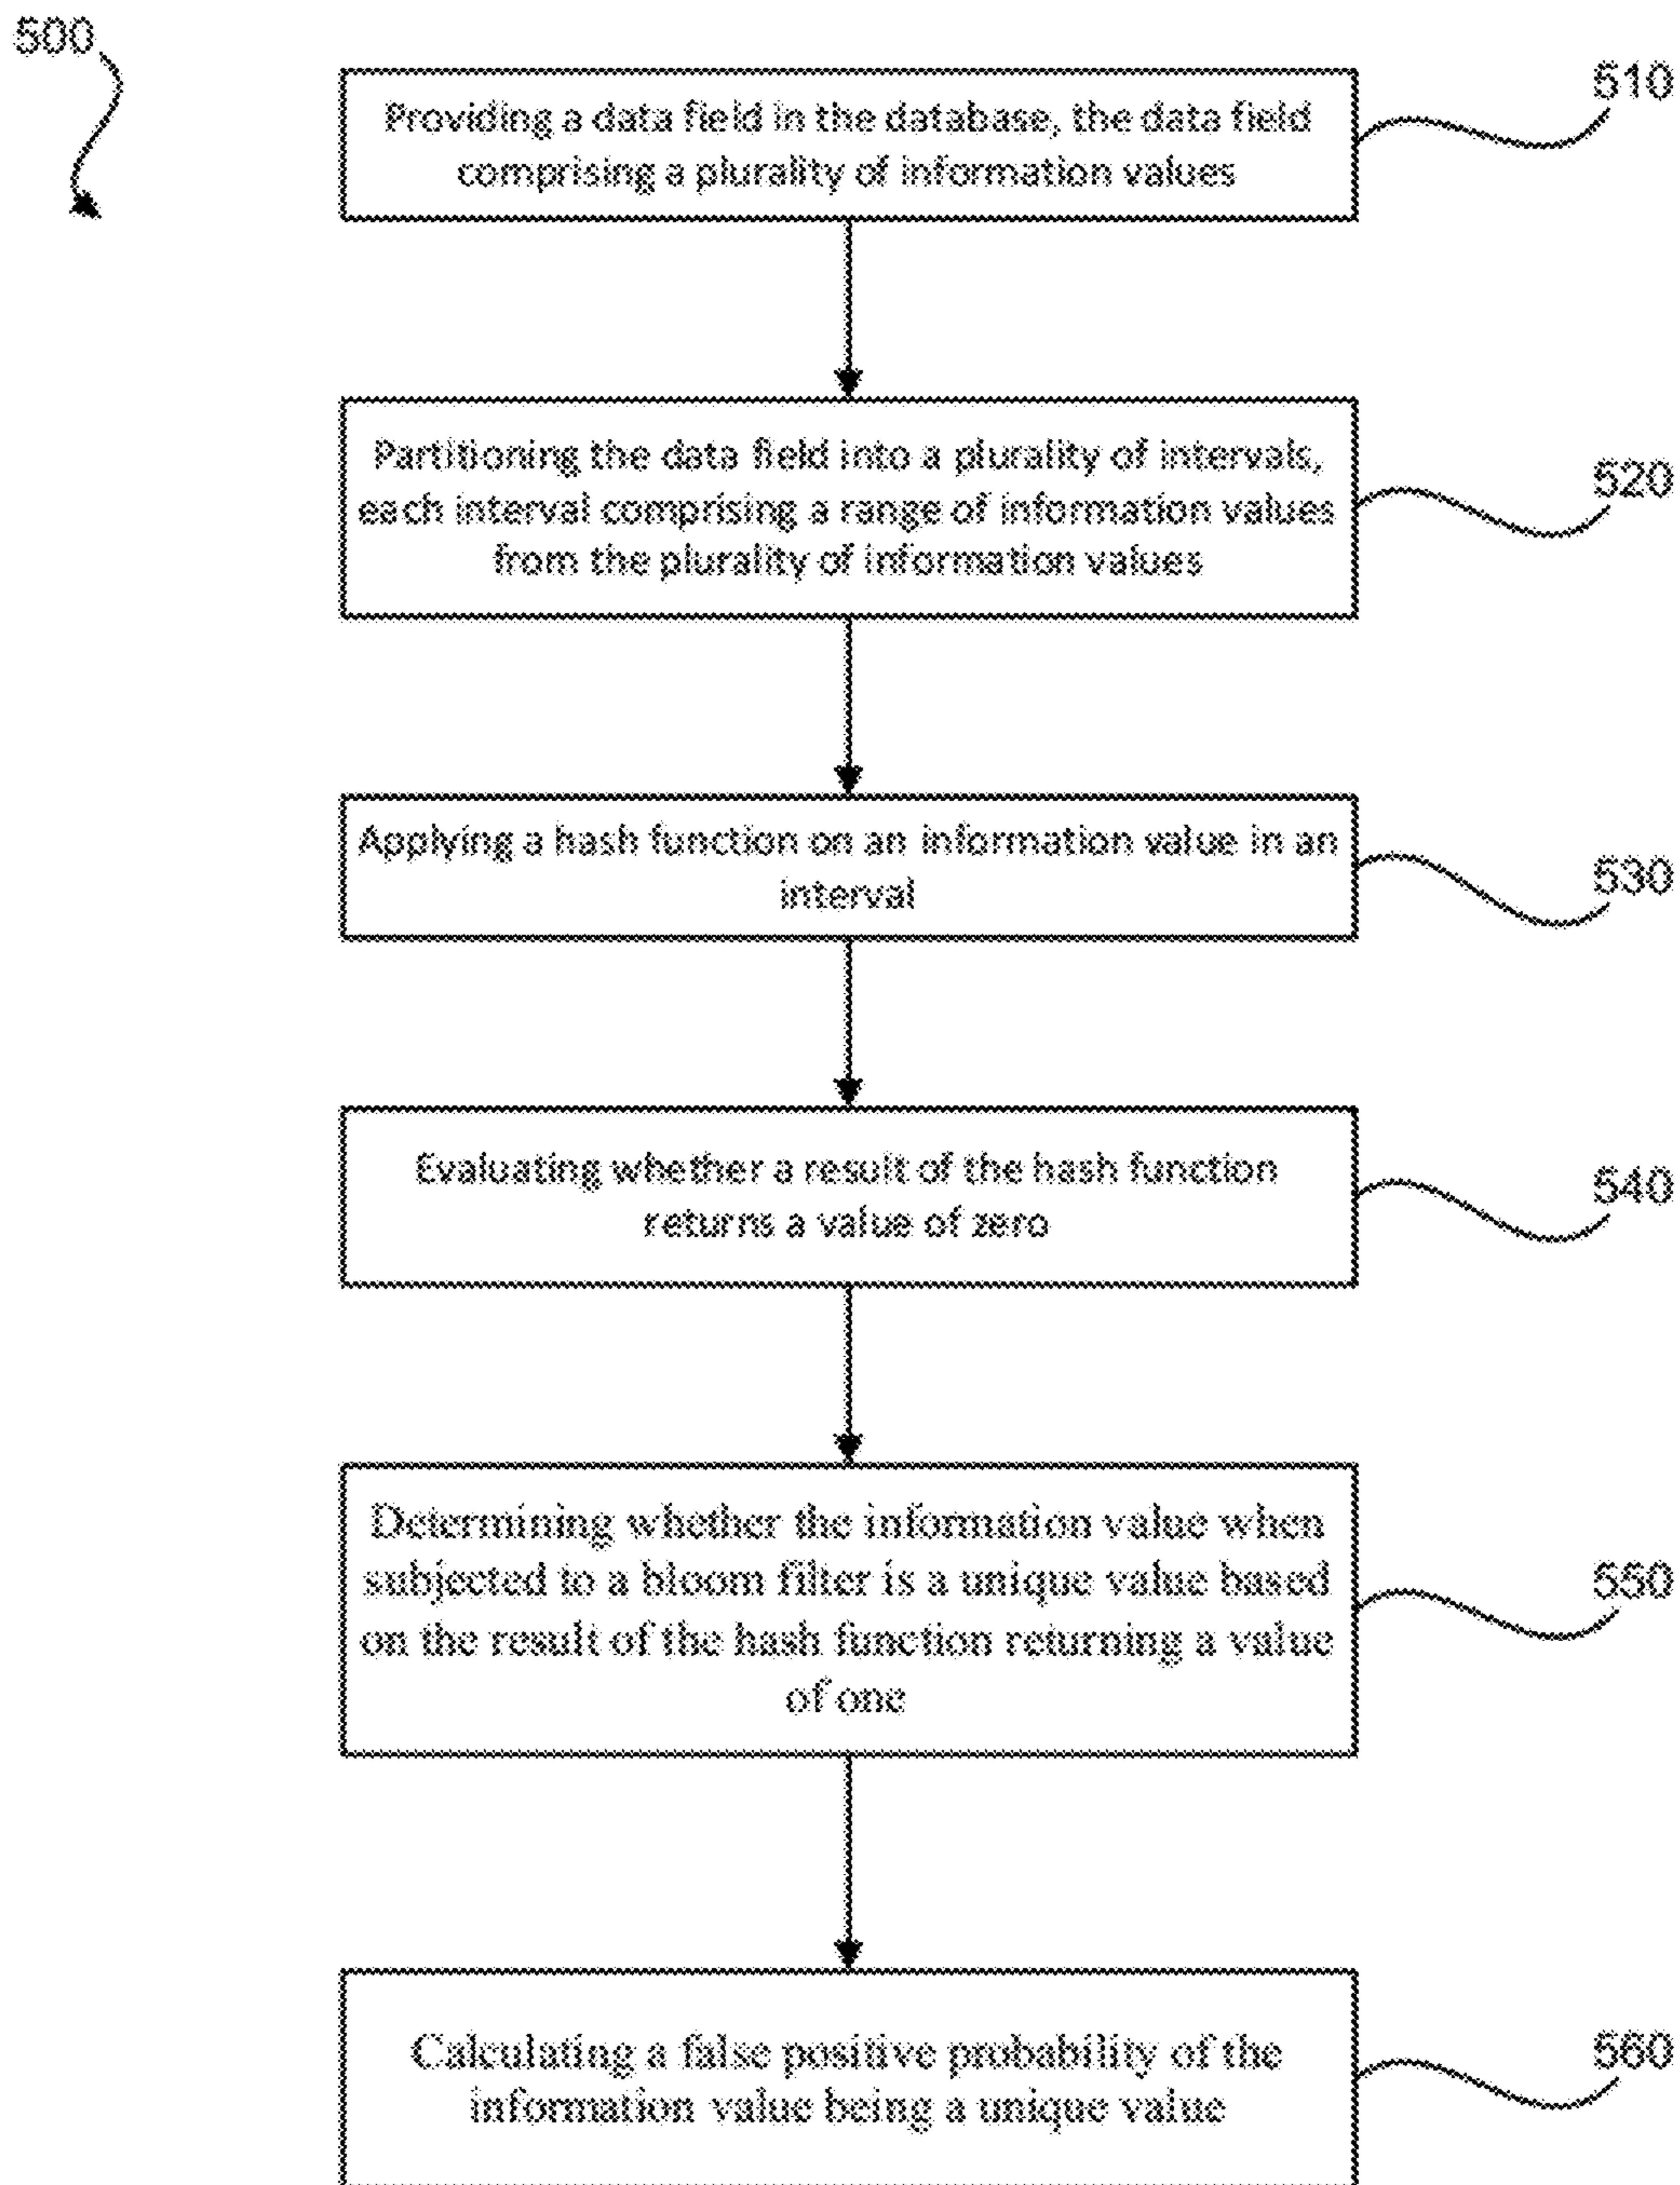 500
Providing a data field in the database, the data field
comprising a plurality of information values
510
Partitioning the data field into a plurality of intervals,
each interval comprising a range of information values
from the plurality of information values
520
Applying a hash function on an information value in an
interval
530
Evaluating whether a result of the hash function
returns a value of zero
540
Determining whether the information value when
subjected to a bloom filter is a unique value based
on the result of the hash function returning a value
of one
550
Calculating a false positive probability of the
information value being a unique value
560